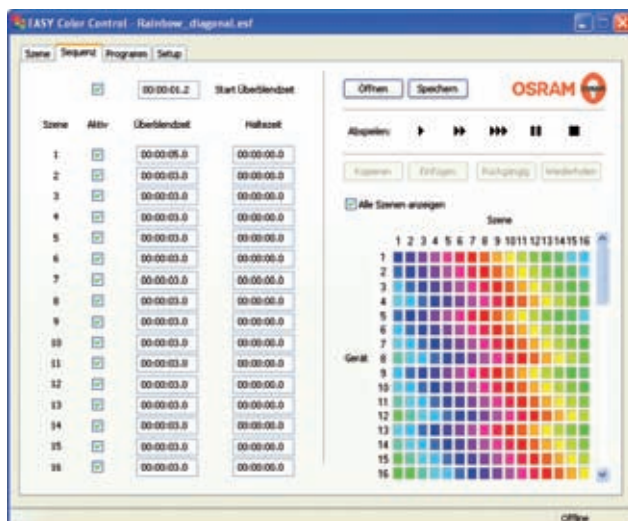 EASY Color Control - Rainbow_diagonal.esf
Szene Sequenz Programm Setup
00:00:01.2 Start Überblendzeit
Szene Aktiv Überblendzeit Haltezeit
1 00:00:05.0 00:00:00.0
2 00:00:03.0 00:00:00.0
3 00:00:03.0 00:00:00.0
4 00:00:03.0 00:00:00.0
5 00:00:03.0 00:00:00.0
6 00:00:03.0 00:00:00.0
7 00:00:03.0 00:00:00.0
8 00:00:03.0 00:00:00.0
9 00:00:03.0 00:00:00.0
10 00:00:03.0 00:00:00.0
11 00:00:03.0 00:00:00.0
12 00:00:03.0 00:00:00.0
13 00:00:03.0 00:00:00.0
14 00:00:03.0 00:00:00.0
15 00:00:03.0 00:00:00.0
16 00:00:03.0 00:00:00.0
Öffnen Speichern OSRAM
Abspielen:
Kopieren Einfügen Rückgängig Wiederholen
Alle Szenen anzeigen
Szene
1 2 3 4 5 6 7 8 9 10 11 12 13 14 15 16
1
2
3
4
5
6
7
Gerät 8
9
10
11
12
13
14
15
16
Offline